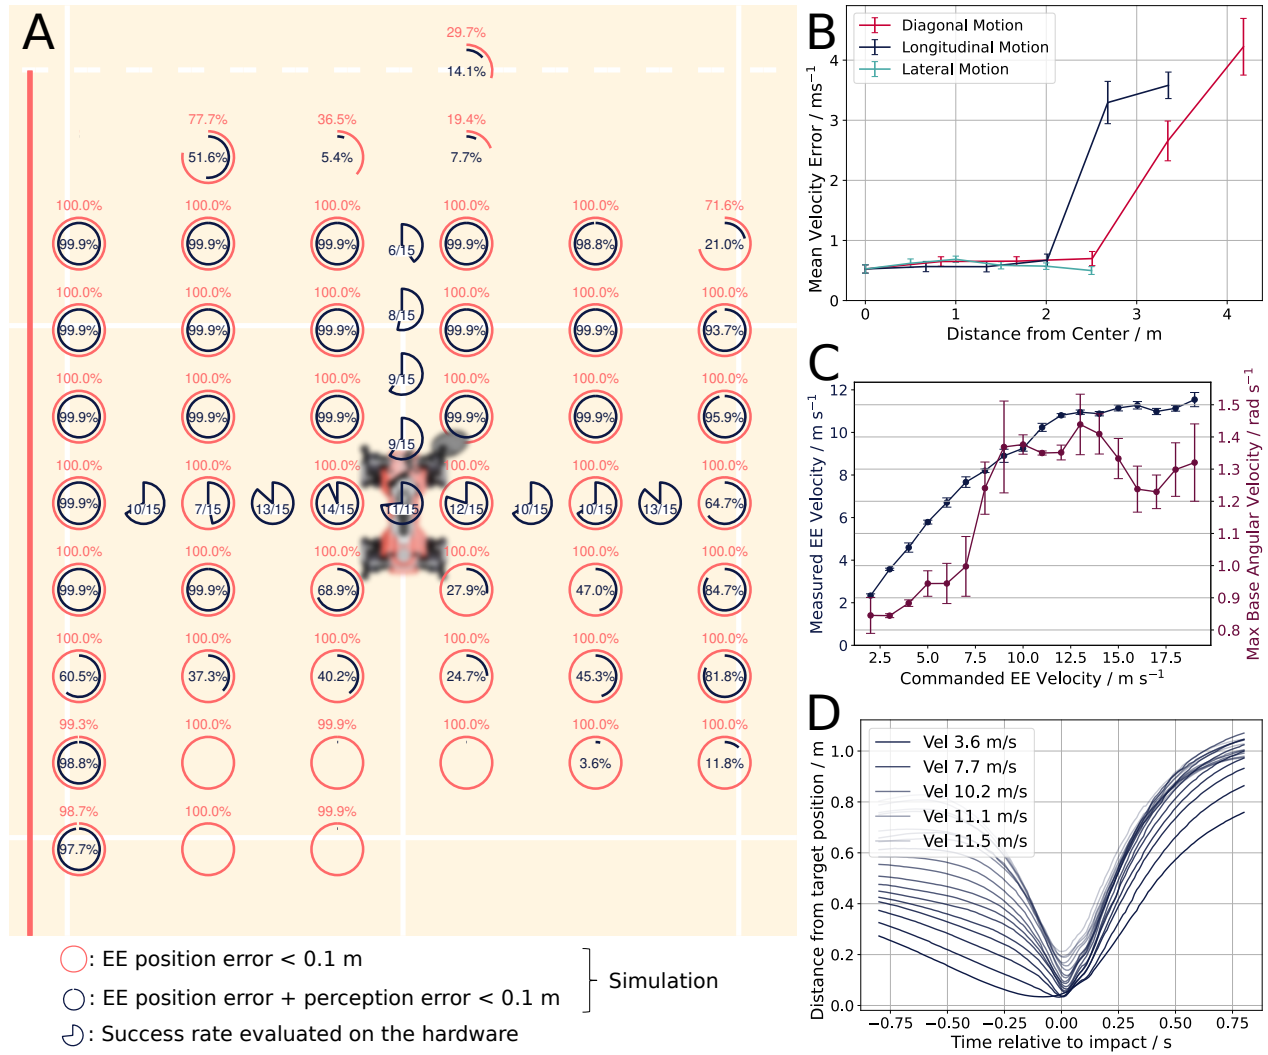 A
29.7%
14.1%
77.7% 36.5% 19.4%
51.6% 5.4% 7.7%
100.0% 100.0% 100.0% 100.0% 100.0% 71.6%
99.9% 99.9% 99.9% 6/15 99.9% 98.8% 21.0%
100.0% 100.0% 100.0% 100.0% 100.0% 100.0%
8/15
99.9% 99.9% 99.9% 99.9% 99.9% 93.7%
9/15
100.0% 100.0% 100.0% 100.0% 100.0% 100.0%
99.9% 99.9% 99.9% 99.9% 99.9% 95.9%
9/15
100.0% 100.0% 100.0% 100.0% 100.0% 100.0%
99.9% 10/15 7/15 13/15 14/15 11/15 12/15 10/15 10/15 13/15 64.7%
100.0% 100.0% 100.0% 100.0% 100.0% 100.0%
99.9% 99.9% 68.9% 27.9% 47.0% 84.7%
100.0% 100.0% 100.0% 100.0% 100.0% 100.0%
60.5% 37.3% 40.2% 24.7% 45.3% 81.8%
99.3% 100.0% 99.9% 100.0% 100.0% 100.0%
98.8% 3.6% 11.8%
98.7% 100.0% 99.9%
97.7%
: EE position error < 0.1 m
: EE position error + perception error < 0.1 m
Simulation
: Success rate evaluated on the hardware
B
Diagonal Motion
Longitudinal Motion
Lateral Motion
Mean Velocity Error / ms⁻¹
4
3
2
1
0
0 1 2 3 4
Distance from Center / m
C
Measured EE Velocity / m s⁻¹
12
10
8
6
4
2
0
Max Base Angular Velocity / rad s⁻¹
1.5
1.4
1.3
1.2
1.1
1.0
0.9
0.8
2.5 5.0 7.5 10.0 12.5 15.0 17.5
Commanded EE Velocity / m s⁻¹
D
Vel 3.6 m/s
Vel 7.7 m/s
Vel 10.2 m/s
Vel 11.1 m/s
Vel 11.5 m/s
Distance from target position / m
1.0
0.8
0.6
0.4
0.2
0.0
−0.75 −0.50 −0.25 0.00 0.25 0.50 0.75
Time relative to impact / s